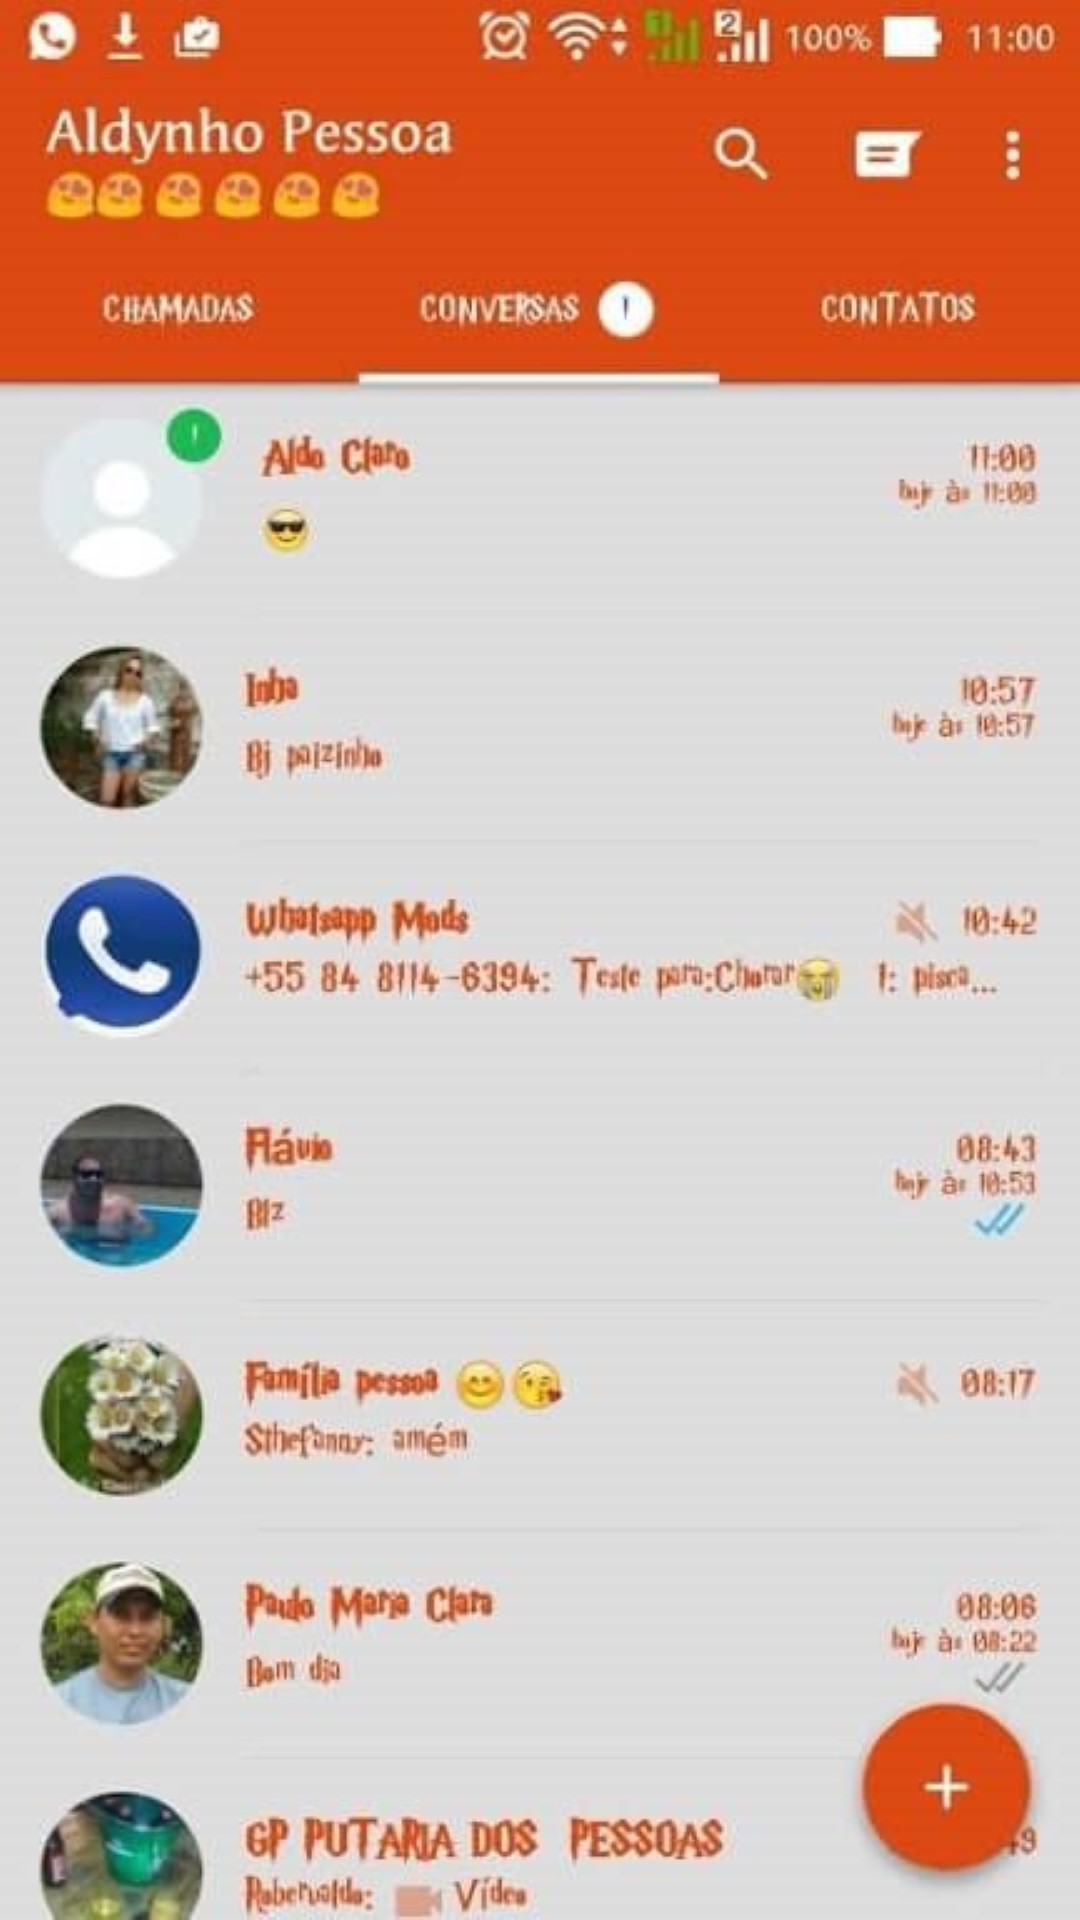 100% 11:00
Aldynho Pessoa
😍😍😍😍😍😍
CHAMADAS CONVERSAS 1 CONTATOS
1
Aldo Claro 11:00
hoje às 11:00
😎
Inha 10:57
hoje às 10:57
Bj paizinho
Whatsapp Mods 10:42
+55 84 8114-6394: Teste para:Chorar😭 1: pisca...
Flávio 08:43
hoje às 10:53
Blz
Família pessoa 😊😘 08:17
Sthefanny: amém
Paulo Maria Clara 08:06
hoje às 08:22
Bom dia
GP PUTARIA DOS PESSOAS 49
Robervaldo: Vídeo